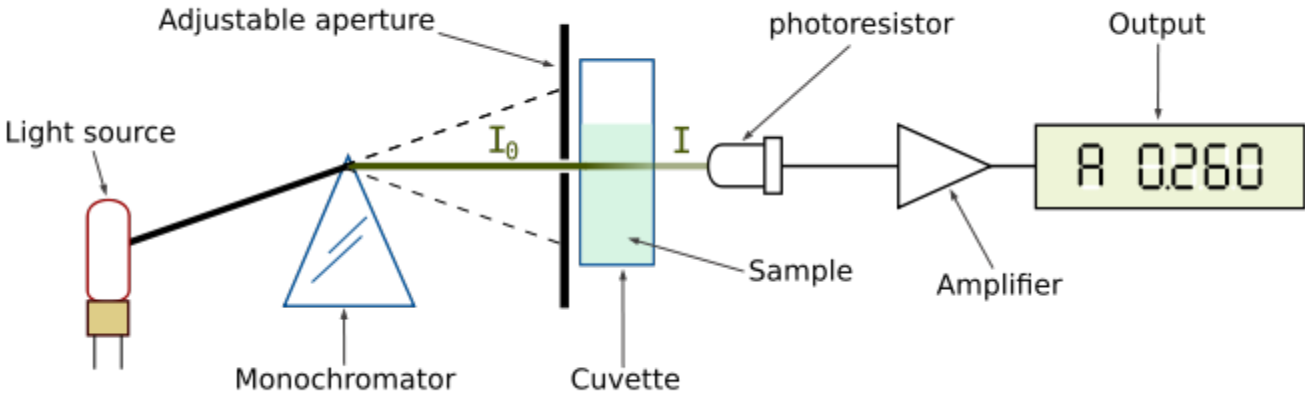 Adjustable aperture
photoresistor
Output
Light source
I₀
I
A 0.260
Sample
Amplifier
Monochromator
Cuvette